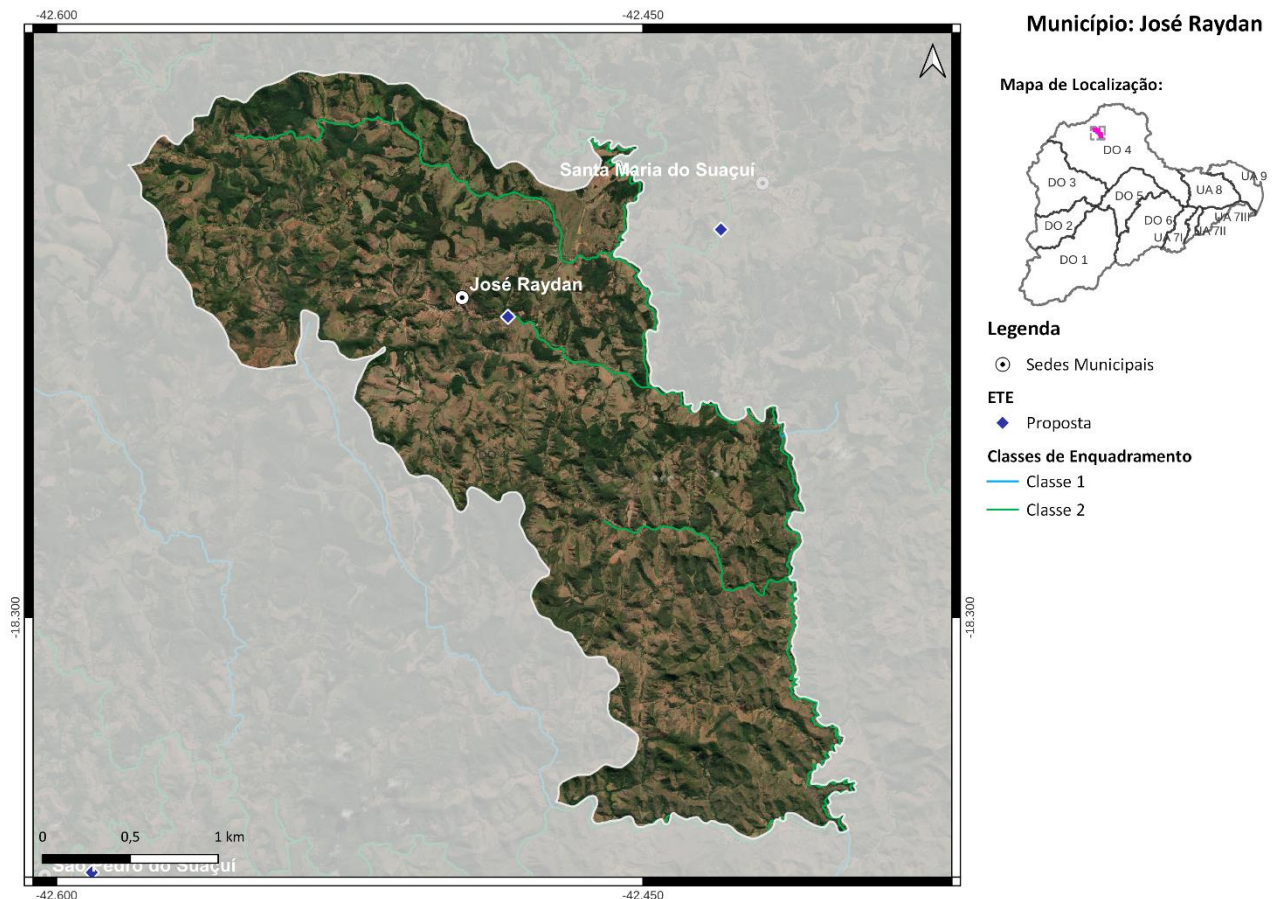 -42.600
-42.450
Município: José Raydan
Mapa de Localização:
DO 4
DO 3
DO 5
UA 8
UA 9
DO 2
DO 6
UA 7III
UA 7II
UA 7I
DO 1
Santa Maria do Suaçuí
José Raydan
Legenda
Sedes Municipais
ETE
Proposta
Classes de Enquadramento
Classe 1
Classe 2
-18.300
-18.300
0 0,5 1 km
São Pedro do Suaçuí
-42.600
-42.450